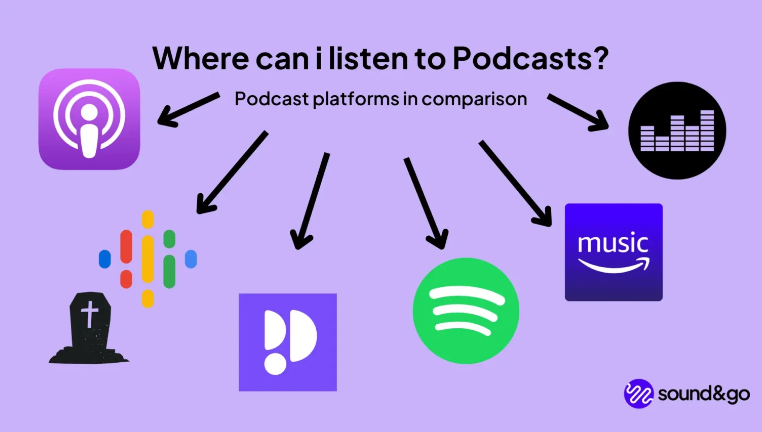 Where can i listen to Podcasts?
Podcast platforms in comparison
music
sound&go